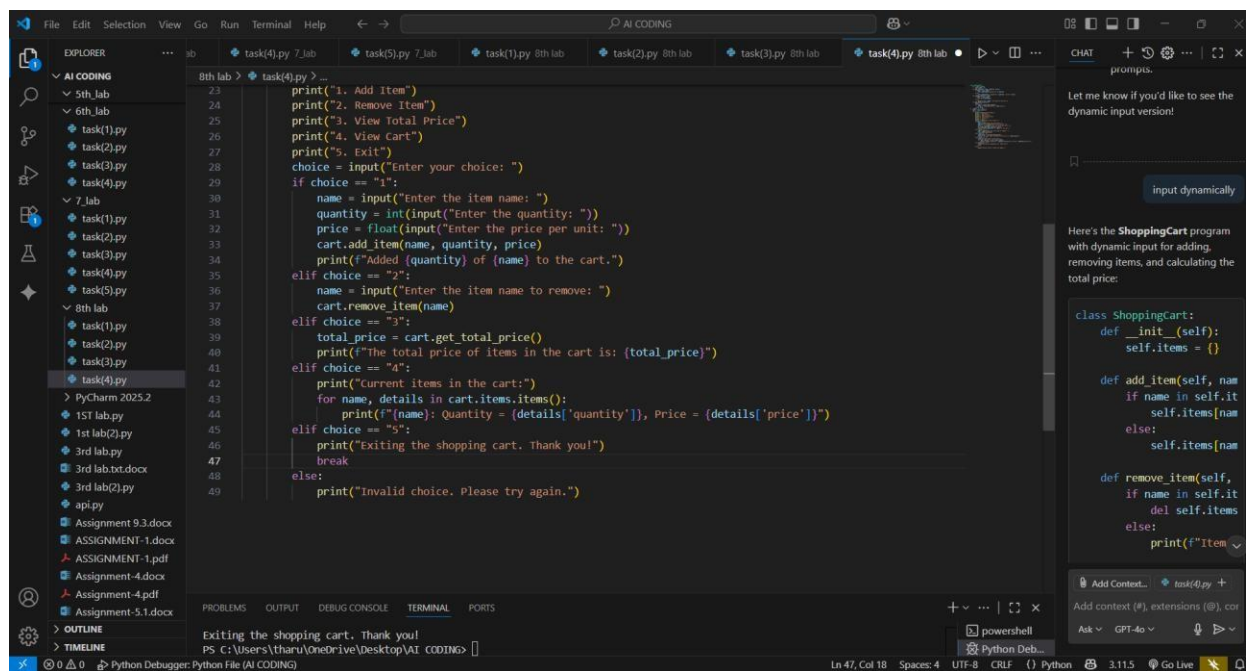 File Edit Selection View Go Run Terminal Help
AI CODING
EXPLORER
AI CODING
5th_lab
6th_lab
task(1).py
task(2).py
task(3).py
task(4).py
7_lab
task(1).py
task(2).py
task(3).py
task(4).py
task(5).py
8th lab
task(1).py
task(2).py
task(3).py
task(4).py
PyCharm 2025.2
1ST lab.py
1st lab(2).py
3rd lab.py
3rd lab.txt.docx
3rd lab(2).py
api.py
Assignment 9.3.docx
ASSIGNMENT-1.docx
ASSIGNMENT-1.pdf
Assignment-4.docx
Assignment-4.pdf
Assignment-5.1.docx
OUTLINE
TIMELINE
ab task(4).py 7_lab task(5).py 7_lab task(1).py 8th lab task(2).py 8th lab task(3).py 8th lab task(4).py 8th lab
8th lab > task(4).py > ...
23 print("1. Add Item")
24 print("2. Remove Item")
25 print("3. View Total Price")
26 print("4. View Cart")
27 print("5. Exit")
28 choice = input("Enter your choice: ")
29 if choice == "1":
30 name = input("Enter the item name: ")
31 quantity = int(input("Enter the quantity: "))
32 price = float(input("Enter the price per unit: "))
33 cart.add_item(name, quantity, price)
34 print(f"Added {quantity} of {name} to the cart.")
35 elif choice == "2":
36 name = input("Enter the item name to remove: ")
37 cart.remove_item(name)
38 elif choice == "3":
39 total_price = cart.get_total_price()
40 print(f"The total price of items in the cart is: {total_price}")
41 elif choice == "4":
42 print("Current items in the cart:")
43 for name, details in cart.items.items():
44 print(f"{name}: Quantity = {details['quantity']}, Price = {details['price']}")
45 elif choice == "5":
46 print("Exiting the shopping cart. Thank you!")
47 break
48 else:
49 print("Invalid choice. Please try again.")
PROBLEMS OUTPUT DEBUG CONSOLE TERMINAL PORTS
Exiting the shopping cart. Thank you!
PS C:\Users\tharu\OneDrive\Desktop\AI CODING>
powershell
Python Deb...
CHAT
prompts.
Let me know if you'd like to see the
dynamic input version!
input dynamically
Here's the ShoppingCart program
with dynamic input for adding,
removing items, and calculating the
total price:
class ShoppingCart:
def __init__(self):
self.items = {}
def add_item(self, nam
if name in self.it
self.items[nam
else:
self.items[nam
def remove_item(self,
if name in self.it
del self.items
else:
print(f"Item
Add Context... task(4).py +
Add context (#), extensions (@), cor
Ask GPT-4o
0 0 0 Python Debugger: Python File (AI CODING)
Ln 47, Col 18 Spaces: 4 UTF-8 CRLF {} Python 3.11.5 Go Live